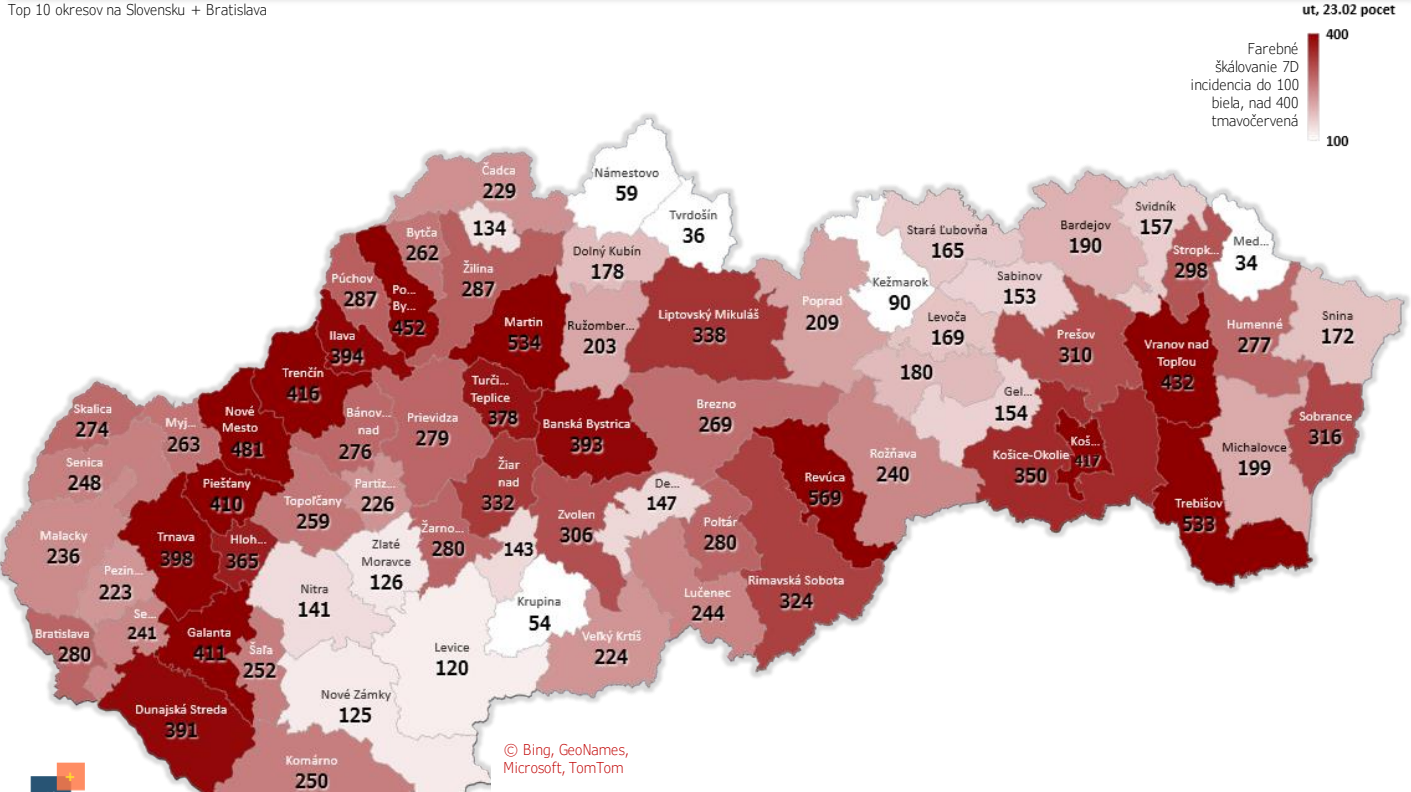 Top 10 okresov na Slovensku + Bratislava
ut, 23.02 pocet
400
Farebné
škálovanie 7D
incidencia do 100
biela, nad 400
tmavočervená
100
Čadca
229
Námestovo
59
134
Tvrdošín
36
Bytča
262
Dolný Kubín
178
Žilina
287
Púchov
287
Po...
By...
452
Ilava
394
Martin
534
Ružomber...
203
Liptovský Mikuláš
338
Poprad
209
Kežmarok
90
Stará Ľubovňa
165
Levoča
169
Sabinov
153
Bardejov
190
Svidník
157
Stropk...
298
Med...
34
Prešov
310
Vranov nad
Topľou
432
Humenné
277
Snina
172
180
Gel...
154
Trenčín
416
Turči...
Teplice
378
Banská Bystrica
393
Brezno
269
Skalica
274
Myj...
263
Nové
Mesto
481
Bánov...
nad
276
Prievidza
279
Senica
248
Piešťany
410
Topoľčany
259
Partiz...
226
Žiar
nad
332
De...
147
Revúca
569
Rožňava
240
Košice-Okolie
350
Koš...
417
Michalovce
199
Sobrance
316
Trebišov
533
Malacky
236
Pezin...
223
Trnava
398
Hloh...
365
Zlaté
Moravce
126
Žarno...
280
143
Zvolen
306
Poltár
280
Rimavská Sobota
324
Lučenec
244
Nitra
141
Krupina
54
Veľký Krtíš
224
Se...
241
Bratislava
280
Galanta
411
Šaľa
252
Levice
120
Nové Zámky
125
Dunajská Streda
391
Komárno
250
© Bing, GeoNames,
Microsoft, TomTom